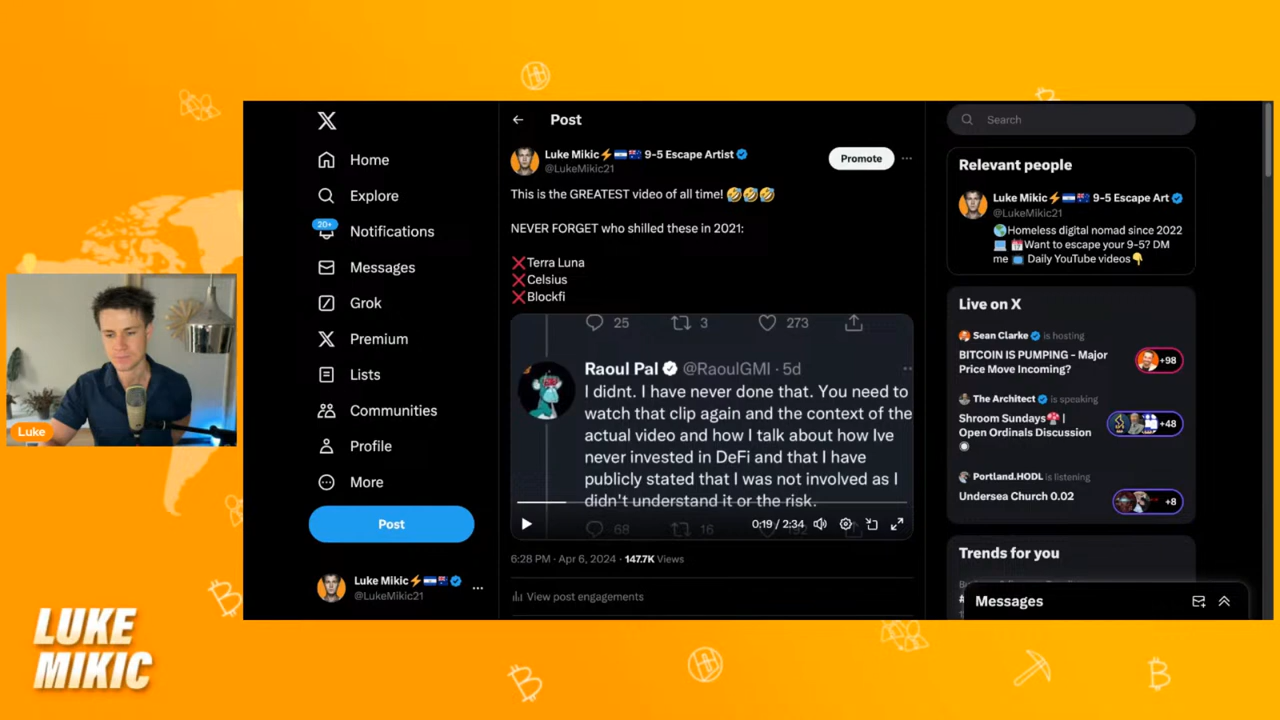 Post
Search
Luke Mikic⚡🇸🇻🇦🇺 9-5 Escape Artist
@LukeMikic21
Promote
This is the GREATEST video of all time! 🤣🤣🤣
NEVER FORGET who shilled these in 2021:
❌Terra Luna
❌Celsius
❌Blockfi
25
3
273
Raoul Pal @RaoulGMI · 5d
I didnt. I have never done that. You need to
watch that clip again and the context of the
actual video and how I talk about how Ive
never invested in DeFi and that I have
publicly stated that I was not involved as I
didn't understand it or the risk.
68
16
0:19 / 2:34
6:28 PM · Apr 6, 2024 · 147.7K Views
View post engagements
Home
Explore
20+
Notifications
Messages
Grok
Premium
Lists
Communities
Profile
More
Post
Luke Mikic⚡🇸🇻🇦🇺
@LukeMikic21
Relevant people
Luke Mikic⚡🇸🇻🇦🇺 9-5 Escape Art
@LukeMikic21
🌎Homeless digital nomad since 2022
💻 📅Want to escape your 9-5? DM
me 📺 Daily YouTube videos👇
Live on X
Sean Clarke is hosting
BITCOIN IS PUMPING - Major
Price Move Incoming?
+98
The Architect is speaking
Shroom Sundays🍄 |
Open Ordinals Discussion
+48
Portland.HODL is listening
Undersea Church 0.02
+8
Trends for you
Messages
Luke
LUKE
MIKIC